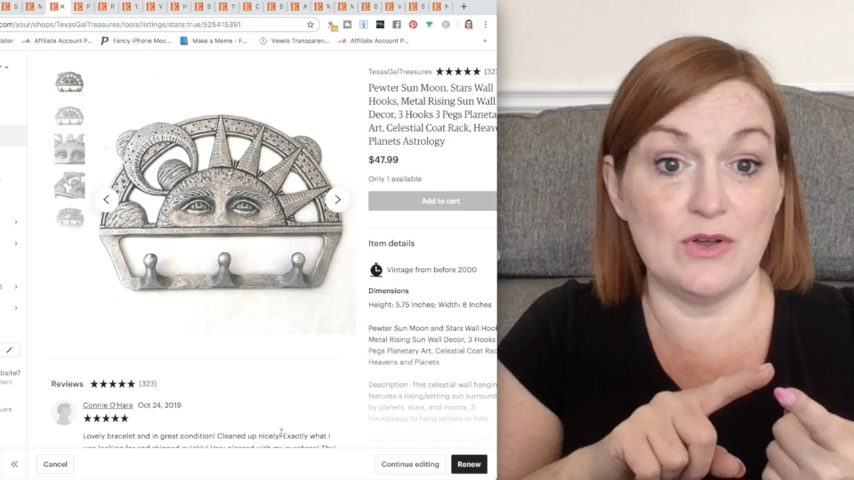 com/your/shops/TexasGalTreasures/tools/listings/stats:true/525415391
Affiliate Account P...
Fancy iPhone Moc...
Make a Meme - F...
Vexels Transparen...
Affiliate Account P...
TexasGalTreasures ★★★★★ (323
Pewter Sun Moon, Stars Wall
Hooks, Metal Rising Sun Wall
Decor, 3 Hooks 3 Pegs Planeta
Art, Celestial Coat Rack, Heave
Planets Astrology
$47.99
Only 1 available
Add to cart
Item details
Vintage from before 2000
Dimensions
Height: 5.75 Inches; Width: 8 Inches
Pewter Sun Moon and Stars Wall Hook
Metal Rising Sun Wall Decor, 3 Hooks
Pegs Planetary Art, Celestial Coat Rac
Heavens and Planets
Description -This celestial wall hanging
features a rising/setting sun surround
by planets, stars, and moons. 3
hooks/pegs to hang jackets or hats
Reviews ★★★★★ (323)
Connie O'Hara Oct 24, 2019
★★★★★
Lovely bracelet and in great condition! Cleaned up nicely! Exactly what I
Cancel
Continue editing
Renew